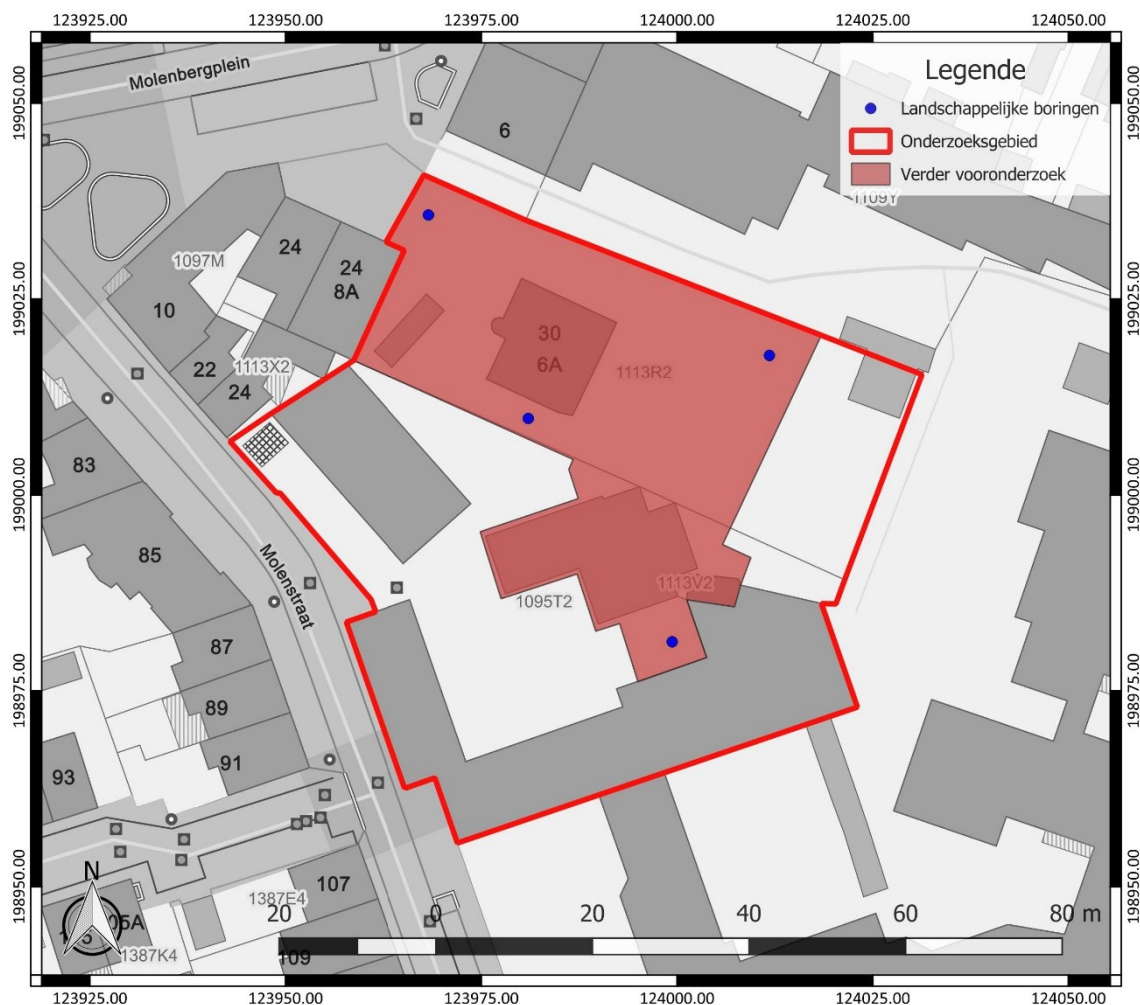 123925.00 123950.00 123975.00 124000.00 124025.00 124050.00
199050.00 199050.00
Molenbergplein
Legende
Landschappelijke boringen
Onderzoeksgebied
Verder vooronderzoek
6
1109Y
24
1097M
24
8A
199025.00 199025.00
10
30
6A
22
1113X2
1113R2
24
83
199000.00 199000.00
85
Molenstraat
1113V2
1095T2
87
198975.00 198975.00
89
91
93
107
1387E4
198950.00 198950.00
N
05A
1387K4
109
20 0 20 40 60 80 m
123925.00 123950.00 123975.00 124000.00 124025.00 124050.00